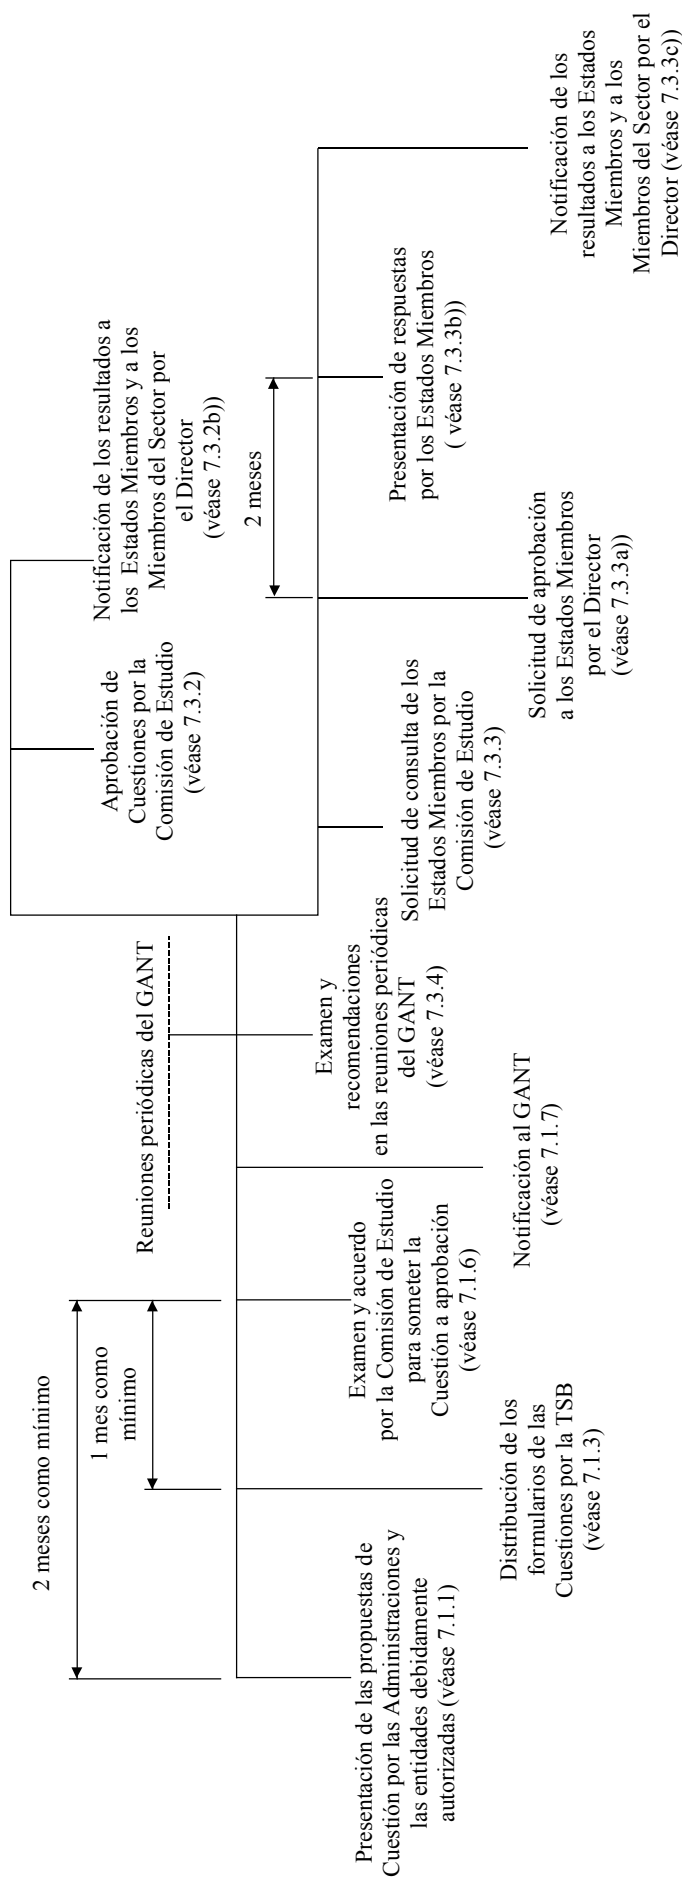 2 meses como mínimo
1 mes como
mínimo
Presentación de las propuestas de
Cuestión por las Administraciones y
las entidades debidamente
autorizadas (véase 7.1.1)
Distribución de los
formularios de las
Cuestiones por la TSB
(véase 7.1.3)
Examen y acuerdo
por la Comisión de Estudio
para someter la
Cuestión a aprobación
(véase 7.1.6)
Notificación al GANT
(véase 7.1.7)
Reuniones periódicas del GANT
Examen y
recomendaciones
en las reuniones periódicas
del GANT
(véase 7.3.4)
Aprobación de
Cuestiones por la
Comisión de Estudio
(véase 7.3.2)
Notificación de los resultados a
los Estados Miembros y a los
Miembros del Sector por
el Director
(véase 7.3.2b))
Solicitud de consulta de los
Estados Miembros por la
Comisión de Estudio
(véase 7.3.3)
2 meses
Solicitud de aprobación
a los Estados Miembros
por el Director
(véase 7.3.3a))
Presentación de respuestas
por los Estados Miembros
( véase 7.3.3b))
Notificación de los
resultados a los Estados
Miembros y a los
Miembros del Sector por el
Director (véase 7.3.3c))